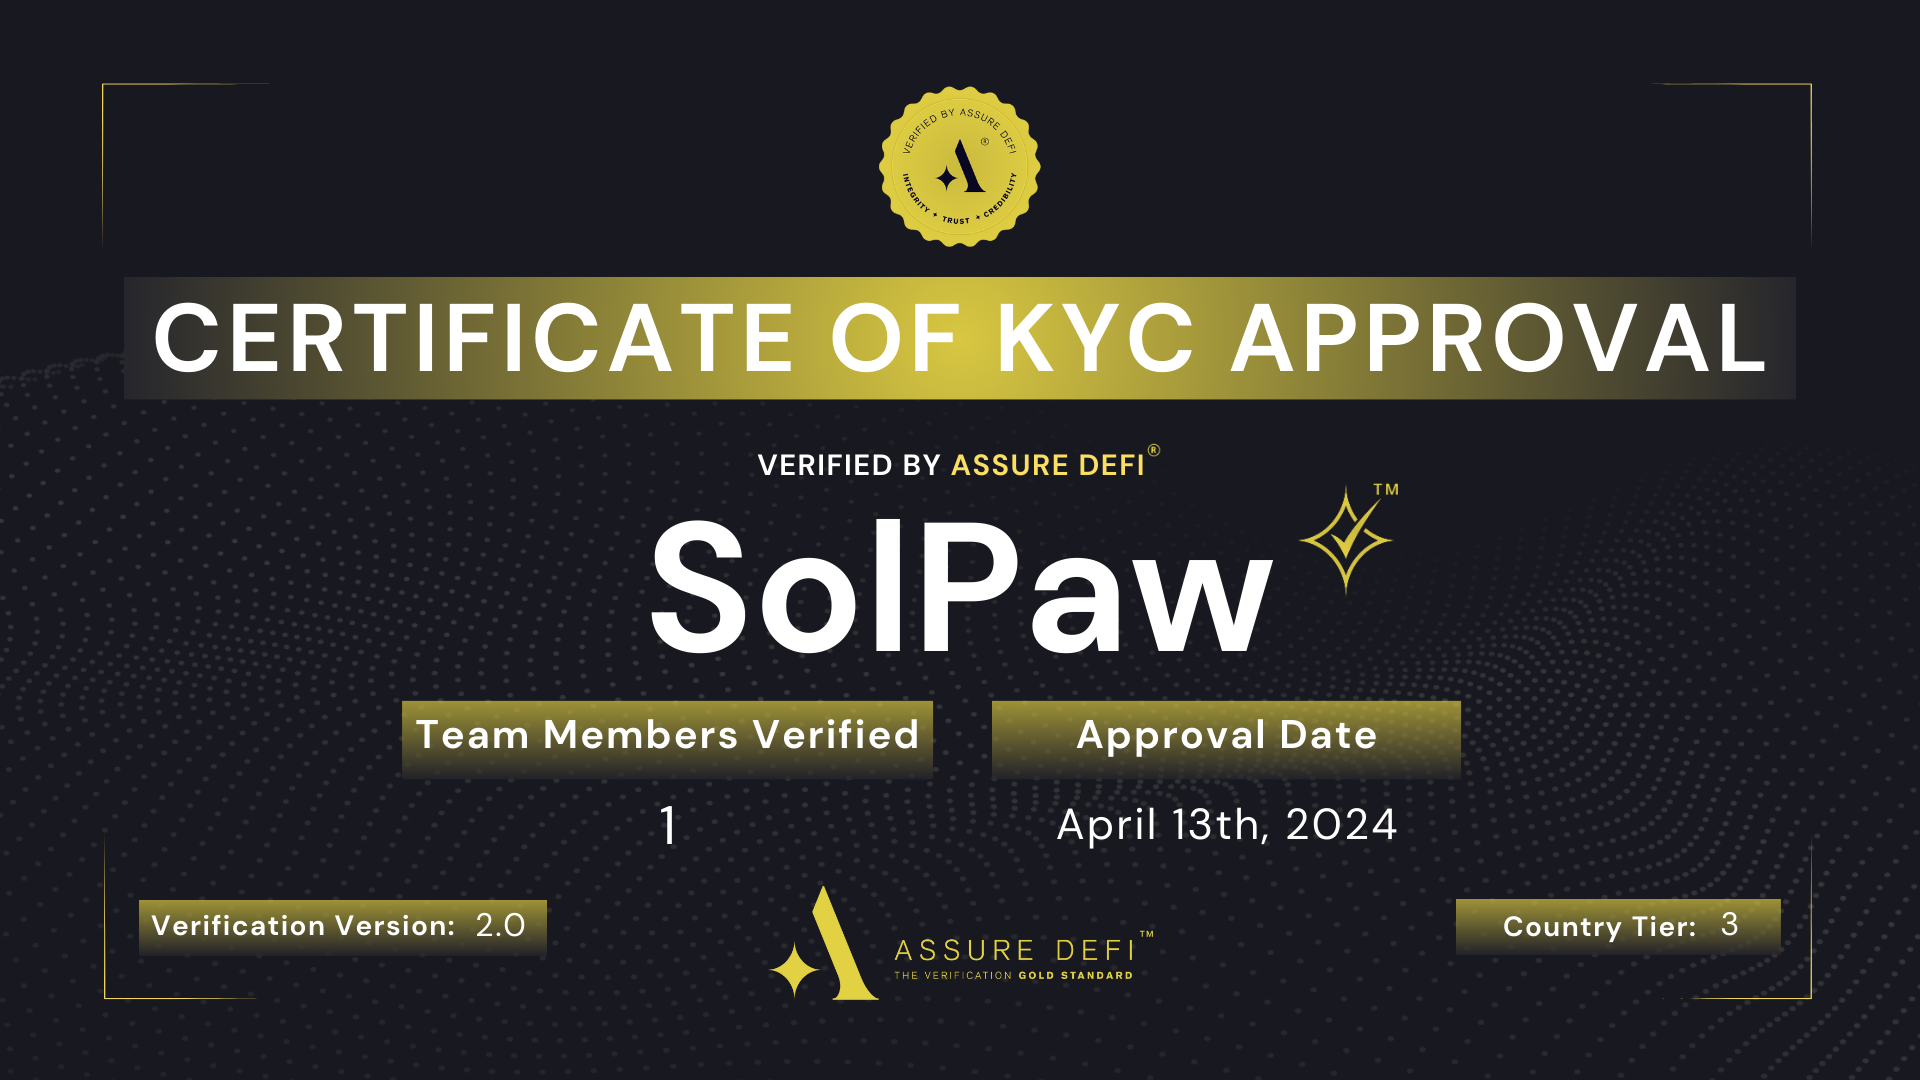 VERIFIED BY ASSURE DEFI
A®
INTEGRITY ✦ TRUST ✦ CREDIBILITY
CERTIFICATE OF KYC APPROVAL
VERIFIED BY ASSURE DEFI®
SolPaw
TM
Team Members Verified
Approval Date
1
April 13th, 2024
Verification Version: 2.0
ASSURE DEFI™
THE VERIFICATION GOLD STANDARD
Country Tier: 3